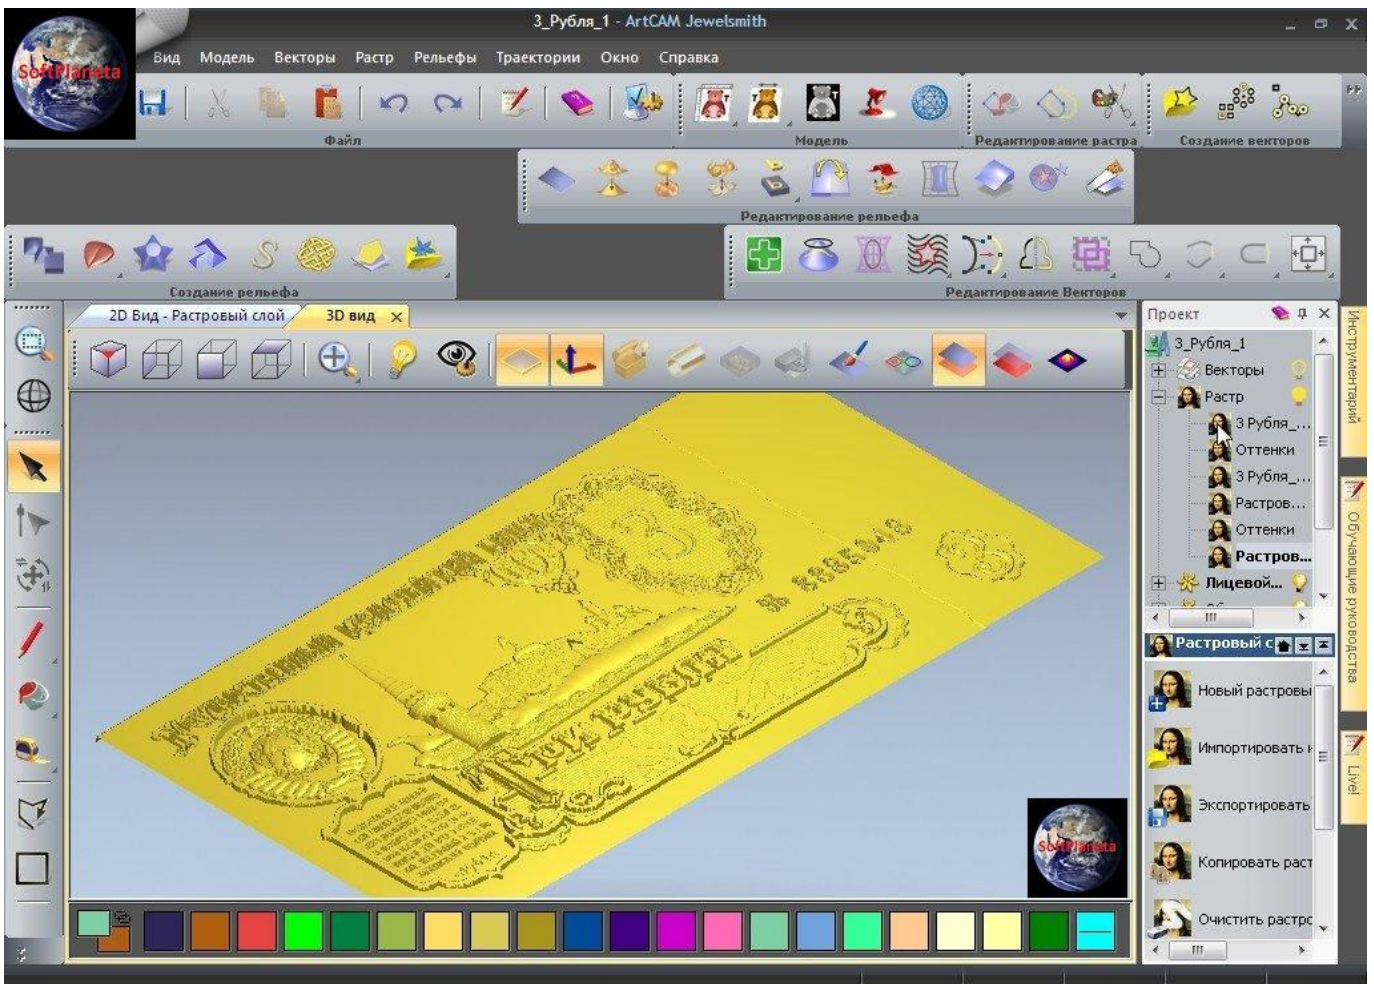 3_Рубля_1 - ArtCAM Jewelsmith
SoftPlaneta
Вид Модель Векторы Растр Рельефы Траектории Окно Справка
Файл
Модель
Редактирование растра
Создание векторов
Редактирование рельефа
Создание рельефа
Редактирование Векторов
2D Вид - Растровый слой
3D вид
Проект
3_Рубля_1
Векторы
Растр
3 Рубля_...
Оттенки
3 Рубля_...
Растров...
Оттенки
Растров...
Лицевой...
Растровый с
Новый растровы
Импортировать и
Экспортировать
Копировать раст
Очистить растро
Инструментарий
Обучающие руководства
Live!
3
ТРИ РУБЛЯ
SoftPlaneta